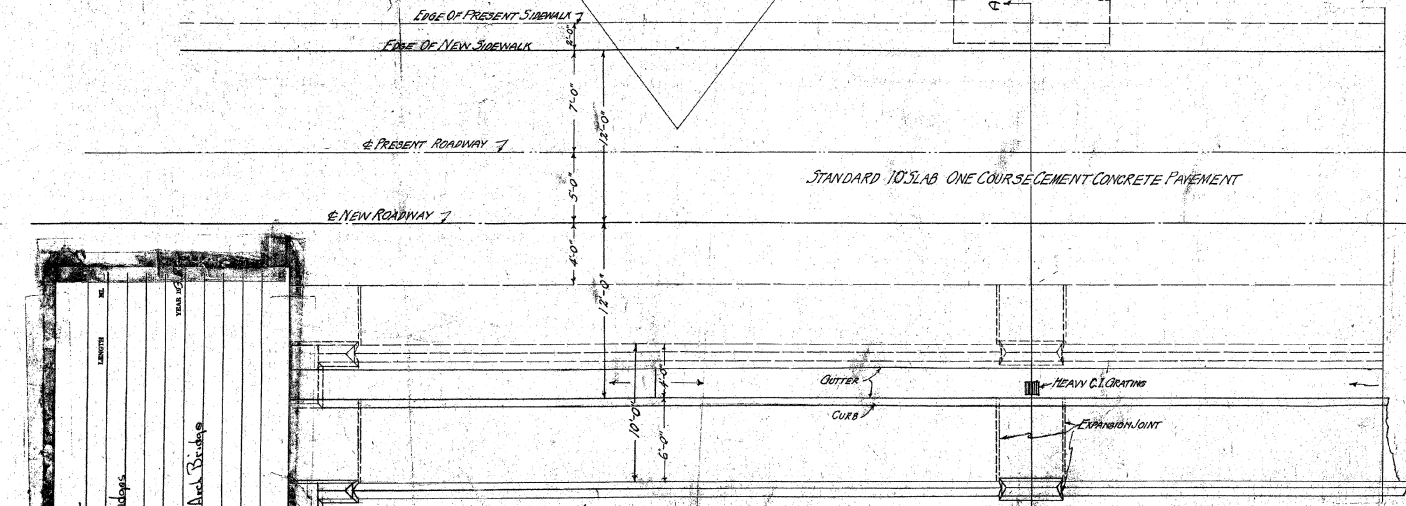 EDGE OF PRESENT SIDEWALK
2'-0"
EDGE OF NEW SIDEWALK
A
7'-0"
12'-0"
℄ PRESENT ROADWAY
5'-0"
STANDARD 10" SLAB ONE COURSE CEMENT CONCRETE PAVEMENT
℄ NEW ROADWAY
4'-0"
12'-0"
LENGTH MI.
YEAR
Arch Bridge
10'-0"
6'-0"
GUTTER
HEAVY C.I. GRATING
CURB
EXPANSION JOINT